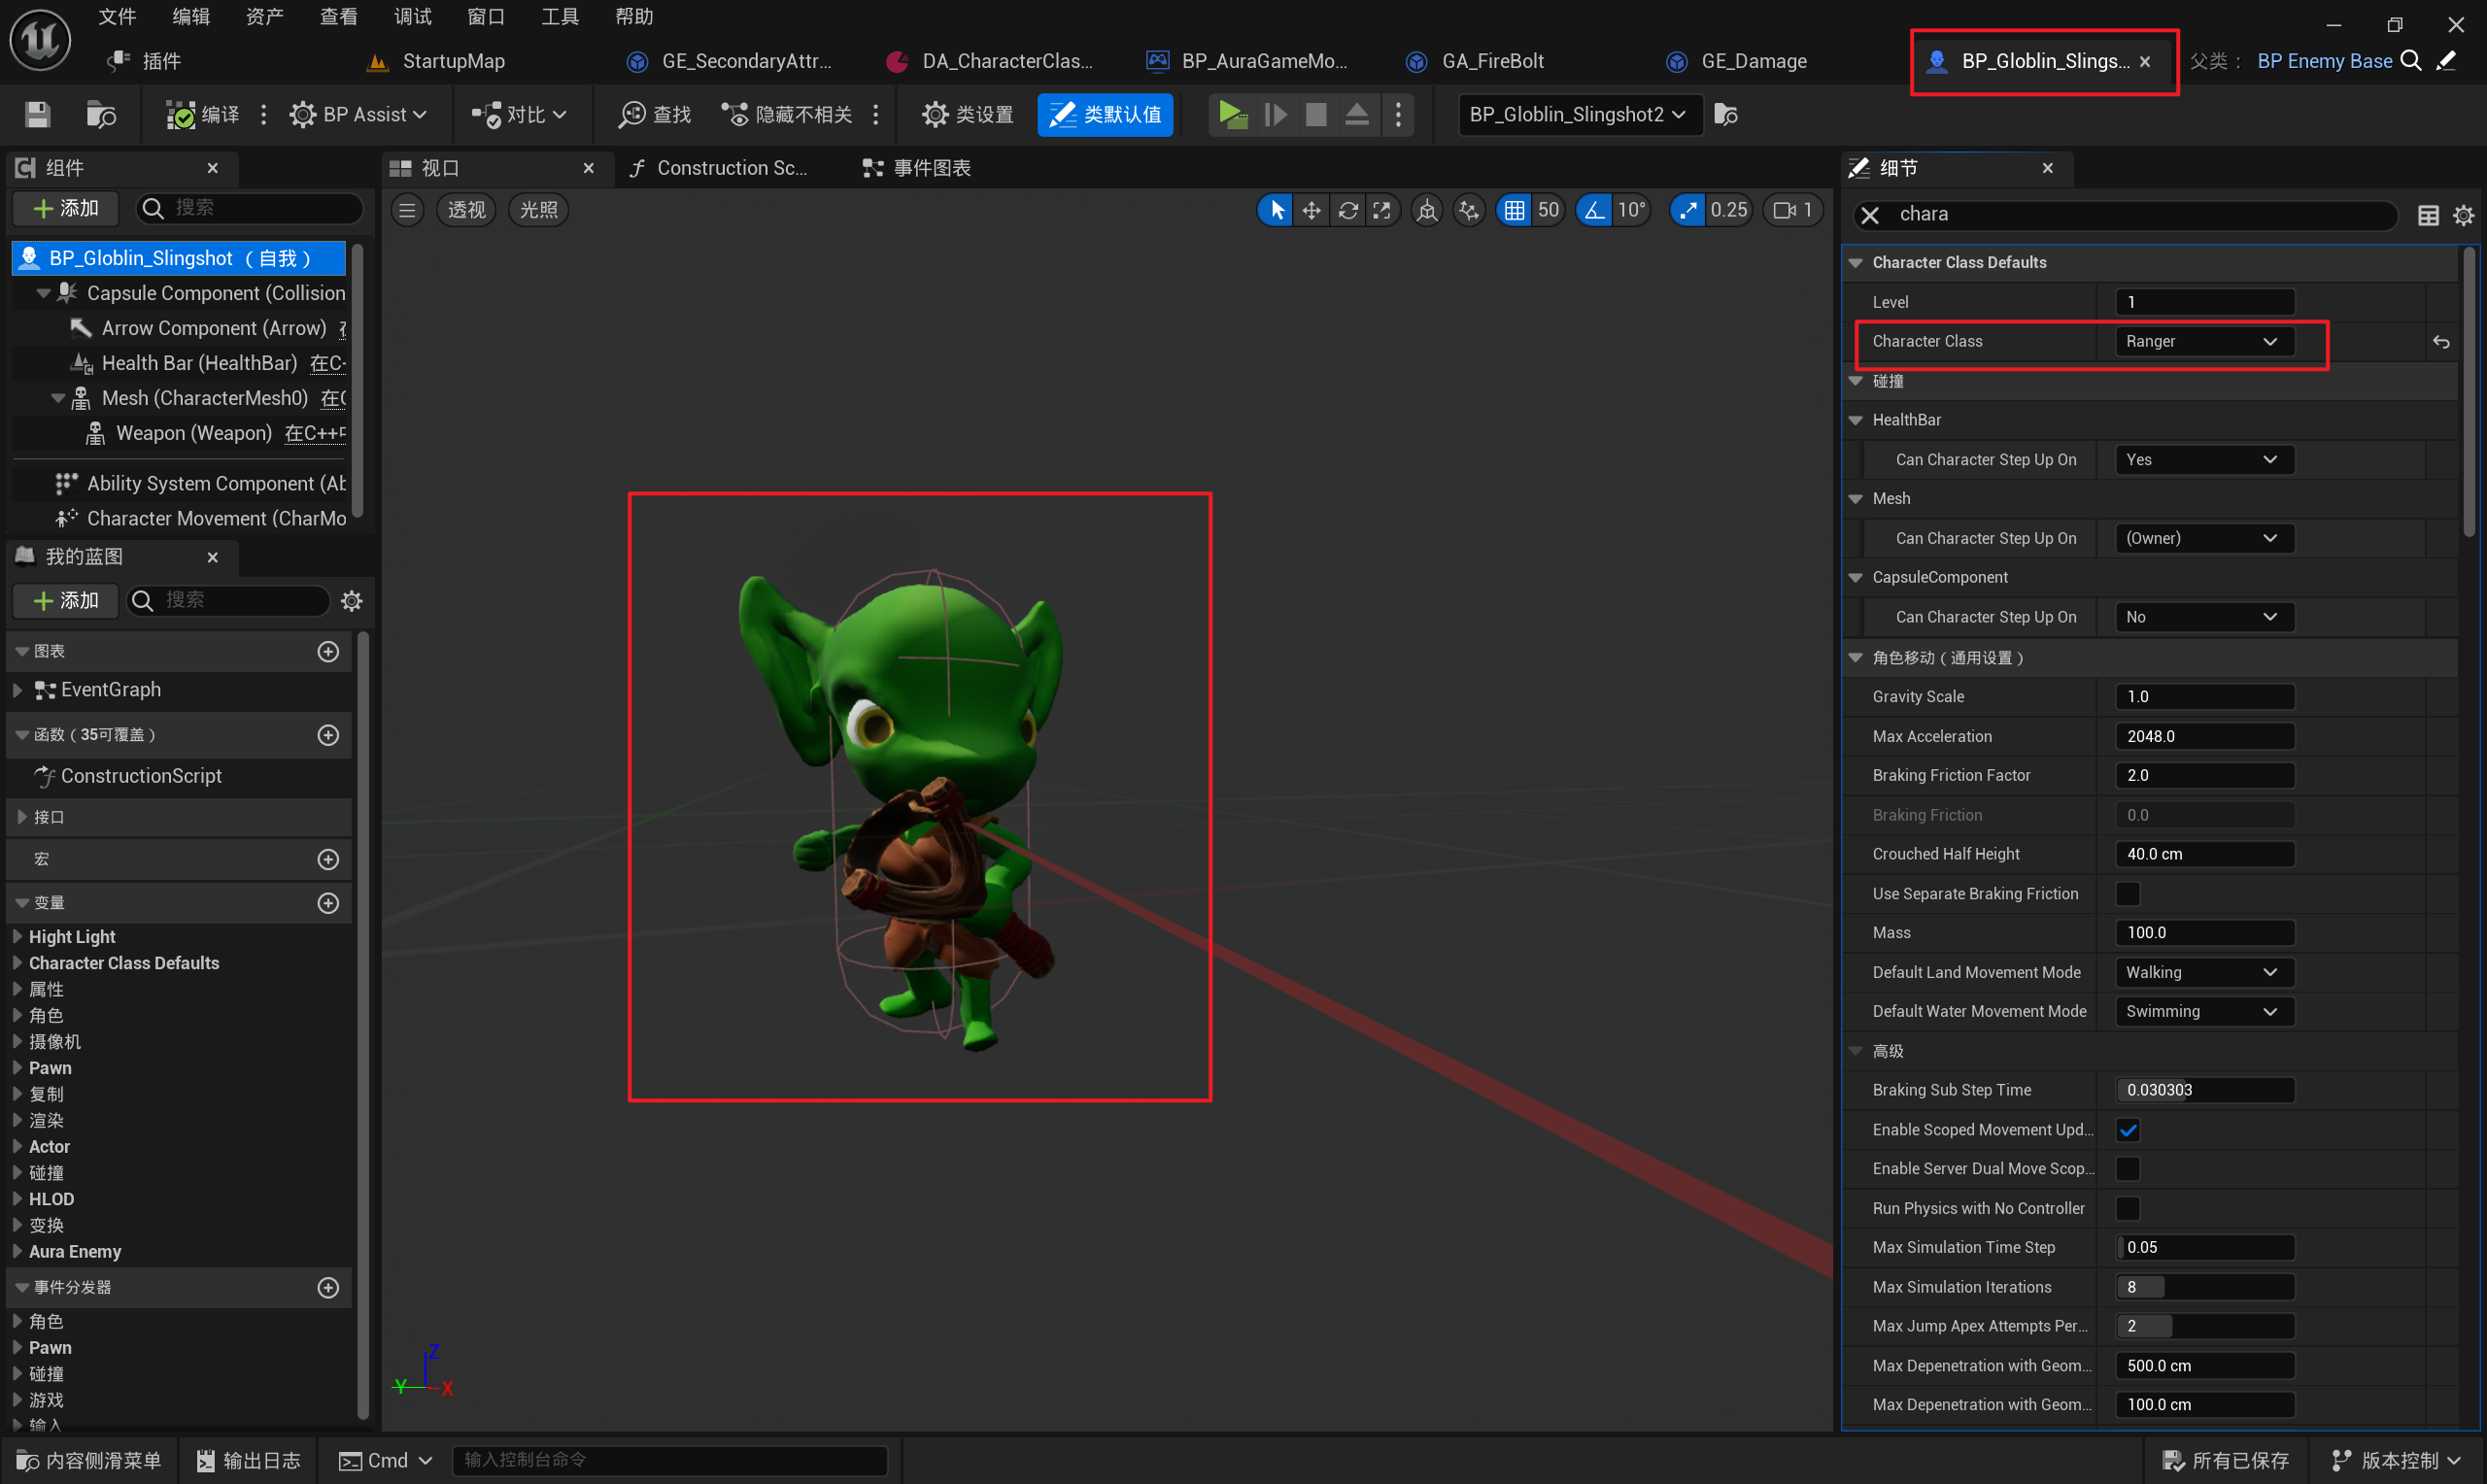 文件 编辑 资产 查看 调试 窗口 工具 帮助
插件 StartupMap GE_SecondaryAttr... DA_CharacterClas... BP_AuraGameMo... GA_FireBolt GE_Damage BP_Globlin_Slings... 父类： BP Enemy Base
编译 BP Assist 对比 查找 隐藏不相关 类设置 类默认值 BP_Globlin_Slingshot2
组件
添加 搜索
BP_Globlin_Slingshot （自我）
Capsule Component (Collision
Arrow Component (Arrow)
Health Bar (HealthBar) 在C+
Mesh (CharacterMesh0) 在C
Weapon (Weapon) 在C++中
Ability System Component (Ab
Character Movement (CharMo
我的蓝图
添加 搜索
图表
EventGraph
函数（35可覆盖）
ConstructionScript
接口
宏
变量
Hight Light
Character Class Defaults
属性
角色
摄像机
Pawn
复制
渲染
Actor
碰撞
HLOD
变换
Aura Enemy
事件分发器
角色
Pawn
碰撞
游戏
输入
视口 Construction Sc... 事件图表
透视 光照 50 10° 0.25 1
Z
Y X
细节
chara
Character Class Defaults
Level 1
Character Class Ranger
碰撞
HealthBar
Can Character Step Up On Yes
Mesh
Can Character Step Up On (Owner)
CapsuleComponent
Can Character Step Up On No
角色移动（通用设置）
Gravity Scale 1.0
Max Acceleration 2048.0
Braking Friction Factor 2.0
Braking Friction 0.0
Crouched Half Height 40.0 cm
Use Separate Braking Friction
Mass 100.0
Default Land Movement Mode Walking
Default Water Movement Mode Swimming
高级
Braking Sub Step Time 0.030303
Enable Scoped Movement Upd...
Enable Server Dual Move Scop...
Run Physics with No Controller
Max Simulation Time Step 0.05
Max Simulation Iterations 8
Max Jump Apex Attempts Per... 2
Max Depenetration with Geom... 500.0 cm
Max Depenetration with Geom... 100.0 cm
内容侧滑菜单 输出日志 Cmd 输入控制台命令 所有已保存 版本控制